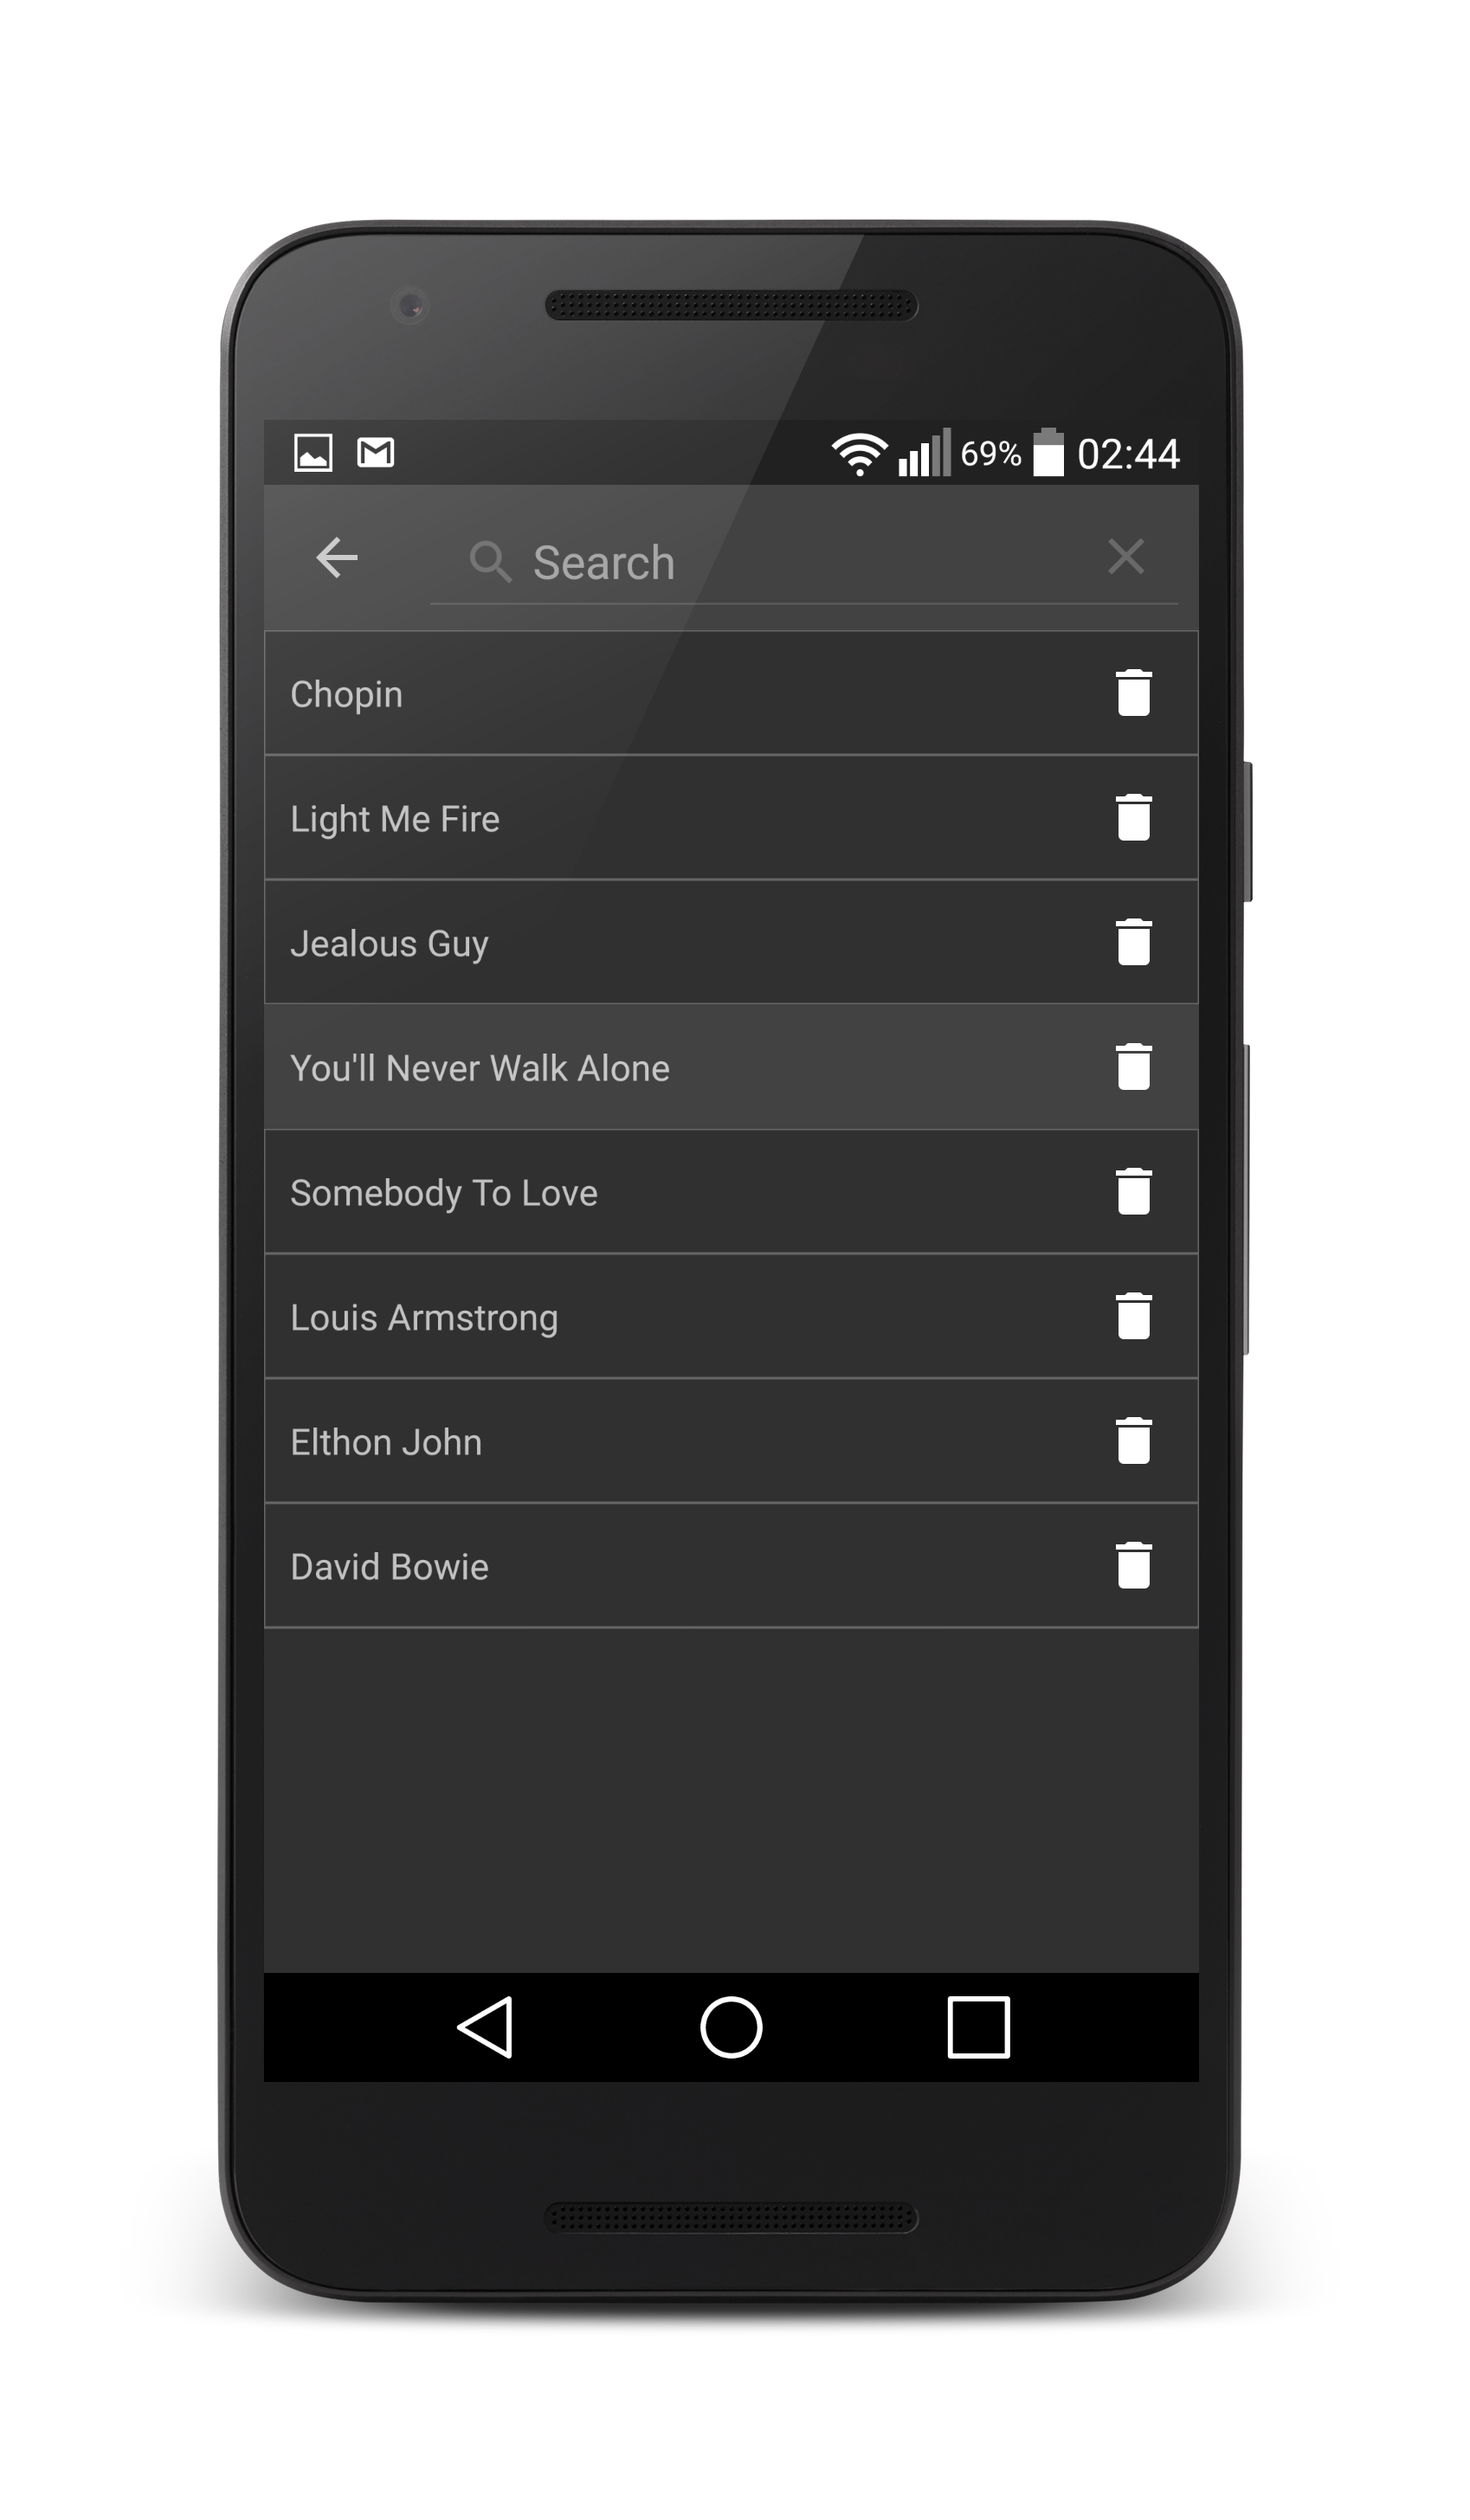 69% 02:44
Search
Chopin
Light Me Fire
Jealous Guy
You'll Never Walk Alone
Somebody To Love
Louis Armstrong
Elthon John
David Bowie